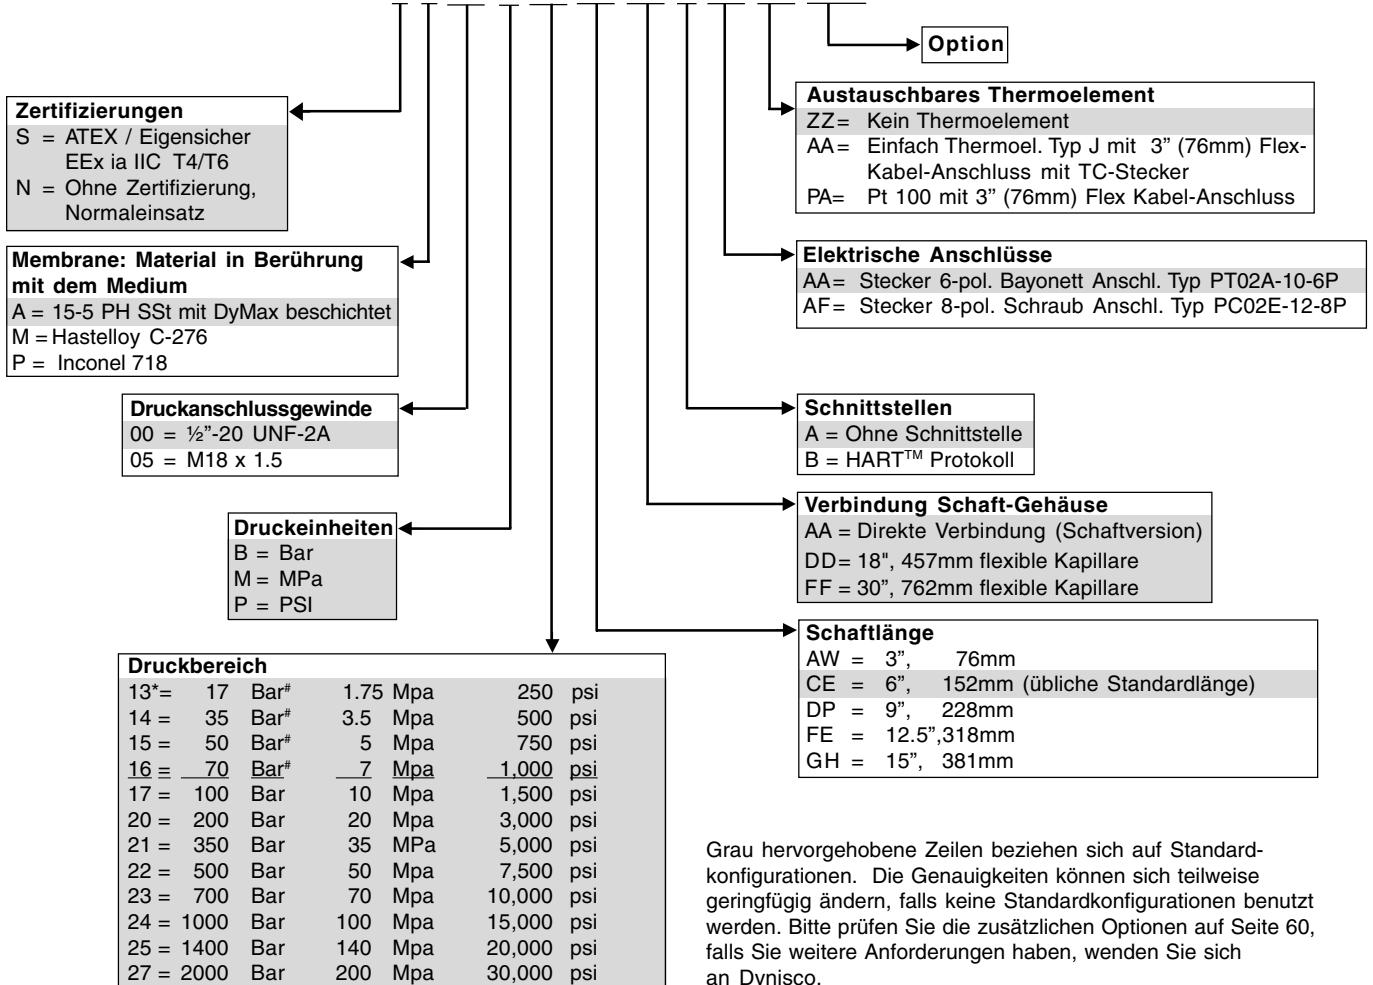 Option
Zertifizierungen
S = ATEX / Eigensicher
EEx ia IIC T4/T6
N = Ohne Zertifizierung,
Normaleinsatz
Membrane: Material in Berührung
mit dem Medium
A = 15-5 PH SSt mit DyMax beschichtet
M = Hastelloy C-276
P = Inconel 718
Druckanschlussgewinde
00 = ½"-20 UNF-2A
05 = M18 x 1.5
Druckeinheiten
B = Bar
M = MPa
P = PSI
Druckbereich
13*= 17 Bar# 1.75 Mpa 250 psi
14 = 35 Bar# 3.5 Mpa 500 psi
15 = 50 Bar# 5 Mpa 750 psi
16 = 70 Bar# 7 Mpa 1,000 psi
17 = 100 Bar 10 Mpa 1,500 psi
20 = 200 Bar 20 Mpa 3,000 psi
21 = 350 Bar 35 MPa 5,000 psi
22 = 500 Bar 50 Mpa 7,500 psi
23 = 700 Bar 70 Mpa 10,000 psi
24 = 1000 Bar 100 Mpa 15,000 psi
25 = 1400 Bar 140 Mpa 20,000 psi
27 = 2000 Bar 200 Mpa 30,000 psi
Austauschbares Thermoelement
ZZ= Kein Thermoelement
AA= Einfach Thermoel. Typ J mit 3” (76mm) Flex-
Kabel-Anschluss mit TC-Stecker
PA= Pt 100 mit 3” (76mm) Flex Kabel-Anschluss
Elektrische Anschlüsse
AA= Stecker 6-pol. Bayonett Anschl. Typ PT02A-10-6P
AF= Stecker 8-pol. Schraub Anschl. Typ PC02E-12-8P
Schnittstellen
A = Ohne Schnittstelle
B = HART™ Protokoll
Verbindung Schaft-Gehäuse
AA = Direkte Verbindung (Schaftversion)
DD= 18", 457mm flexible Kapillare
FF = 30”, 762mm flexible Kapillare
Schaftlänge
AW = 3”, 76mm
CE = 6”, 152mm (übliche Standardlänge)
DP = 9”, 228mm
FE = 12.5”,318mm
GH = 15”, 381mm
Grau hervorgehobene Zeilen beziehen sich auf Standard-
konfigurationen. Die Genauigkeiten können sich teilweise
geringfügig ändern, falls keine Standardkonfigurationen benutzt
werden. Bitte prüfen Sie die zusätzlichen Optionen auf Seite 60,
falls Sie weitere Anforderungen haben, wenden Sie sich
an Dynisco.